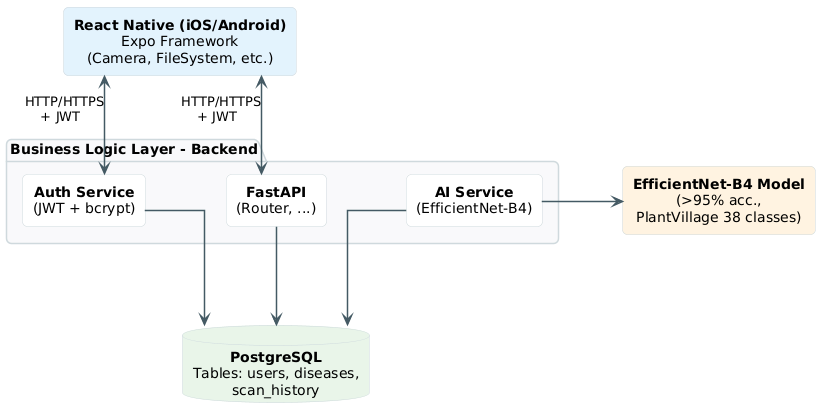 React Native (iOS/Android)
Expo Framework
(Camera, FileSystem, etc.)
HTTP/HTTPS
+ JWT
HTTP/HTTPS
+ JWT
Business Logic Layer - Backend
Auth Service
(JWT + bcrypt)
FastAPI
(Router, ...)
AI Service
(EfficientNet-B4)
EfficientNet-B4 Model
(>95% acc.,
PlantVillage 38 classes)
PostgreSQL
Tables: users, diseases,
scan_history